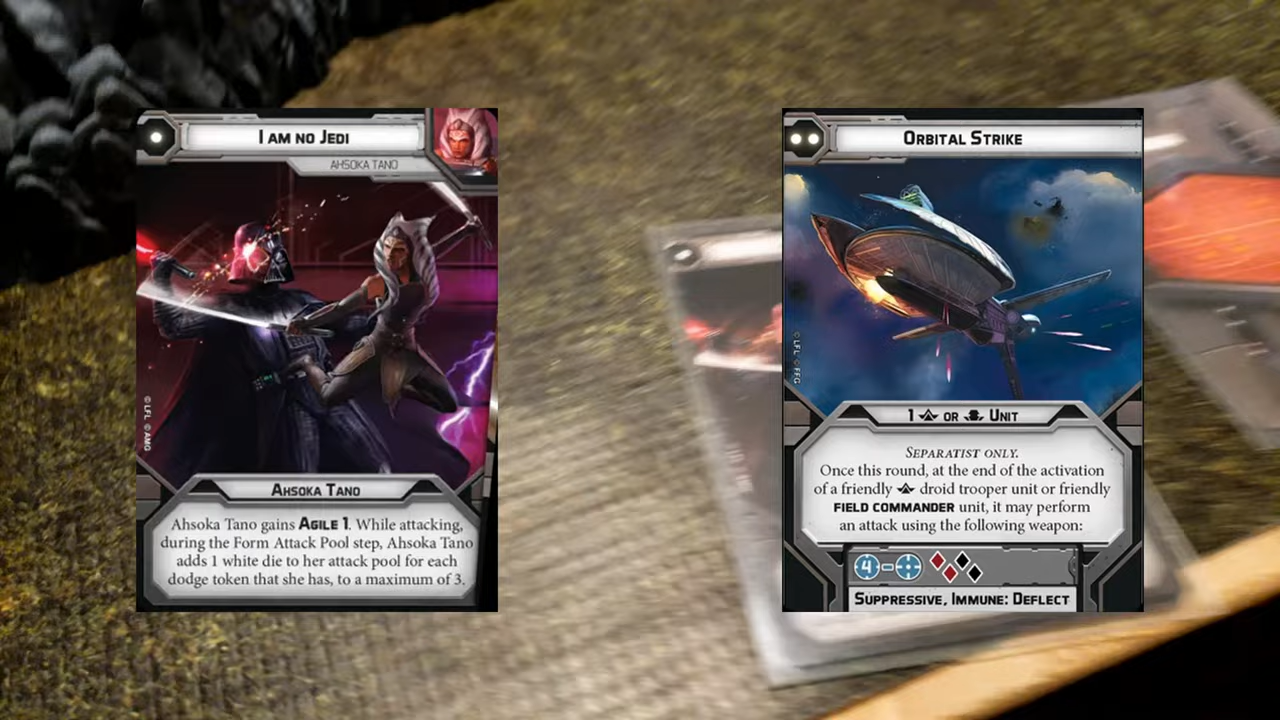 I am no Jedi
Ahsoka Tano
© LFL © AMG
Ahsoka Tano
Ahsoka Tano gains Agile 1. While attacking,
during the Form Attack Pool step, Ahsoka Tano
adds 1 white die to her attack pool for each
dodge token that she has, to a maximum of 3.
Orbital Strike
© LFL © FFG
1 or Unit
Separatist only.
Once this round, at the end of the activation
of a friendly droid trooper unit or friendly
field commander unit, it may perform
an attack using the following weapon:
4 -
Suppressive, Immune: Deflect